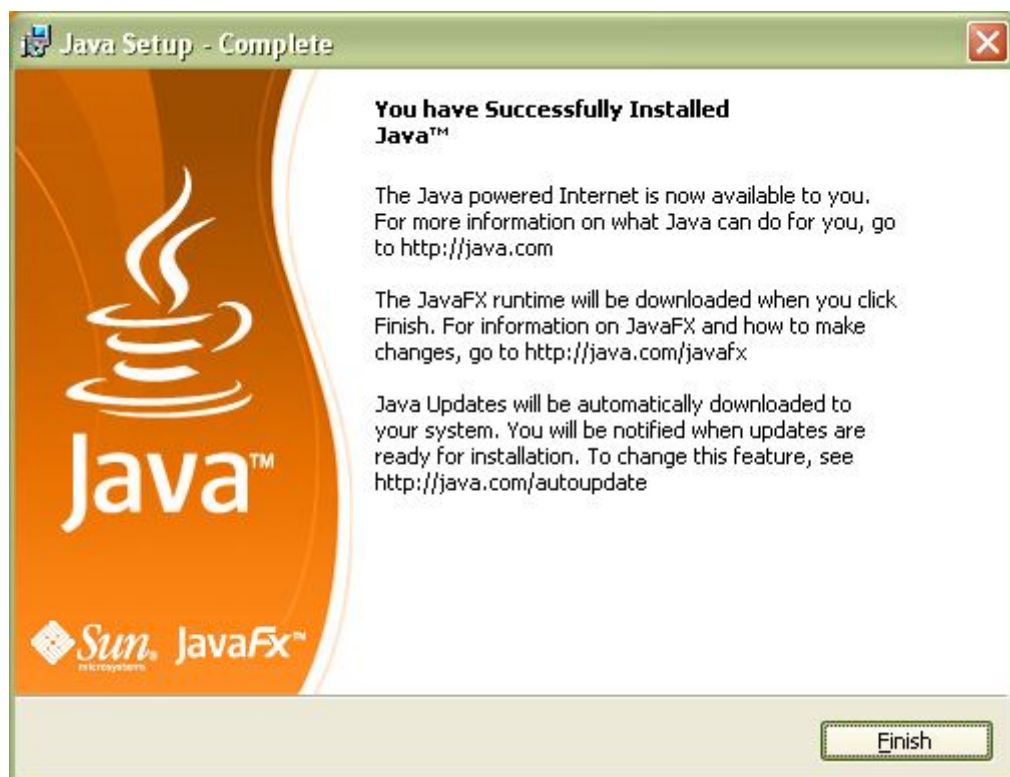 Java Setup - Complete
You have Successfully Installed
Java™
The Java powered Internet is now available to you.
For more information on what Java can do for you, go
to http://java.com
The JavaFX runtime will be downloaded when you click
Finish. For information on JavaFX and how to make
changes, go to http://java.com/javafx
Java Updates will be automatically downloaded to
your system. You will be notified when updates are
ready for installation. To change this feature, see
http://java.com/autoupdate
Java™
Sun®
microsystems
JavaFX™
Finish